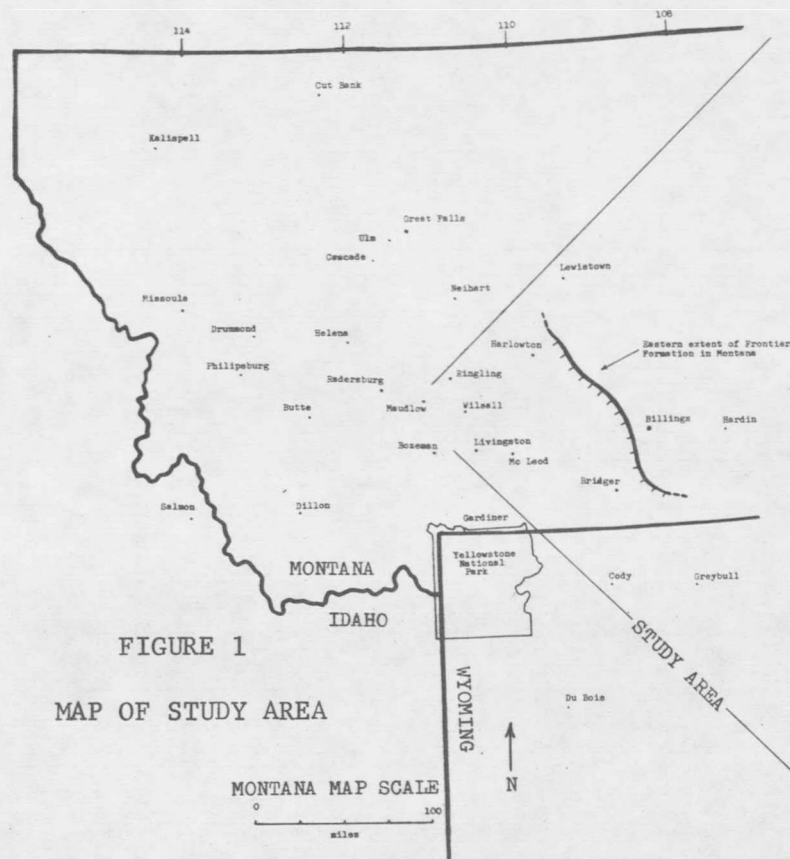 114 112 110 108
Cut Bank
Kalispell
Great Falls
Ulm
Cascade
Lewistown
Neihart
Missoula
Drummond
Helena
Harlowton
Eastern extent of Frontier
Formation in Montana
Philipsburg
Radersburg
Ringling
Butte
Maudlow
Wilsall
Billings
Hardin
Bozeman
Livingston
Mc Leod
Bridger
Salmon
Dillon
Gardiner
MONTANA
Yellowstone
National
Park
Cody
Greybull
IDAHO
FIGURE 1
STUDY AREA
WYOMING
MAP OF STUDY AREA
Du Bois
N
MONTANA MAP SCALE
0 100
miles